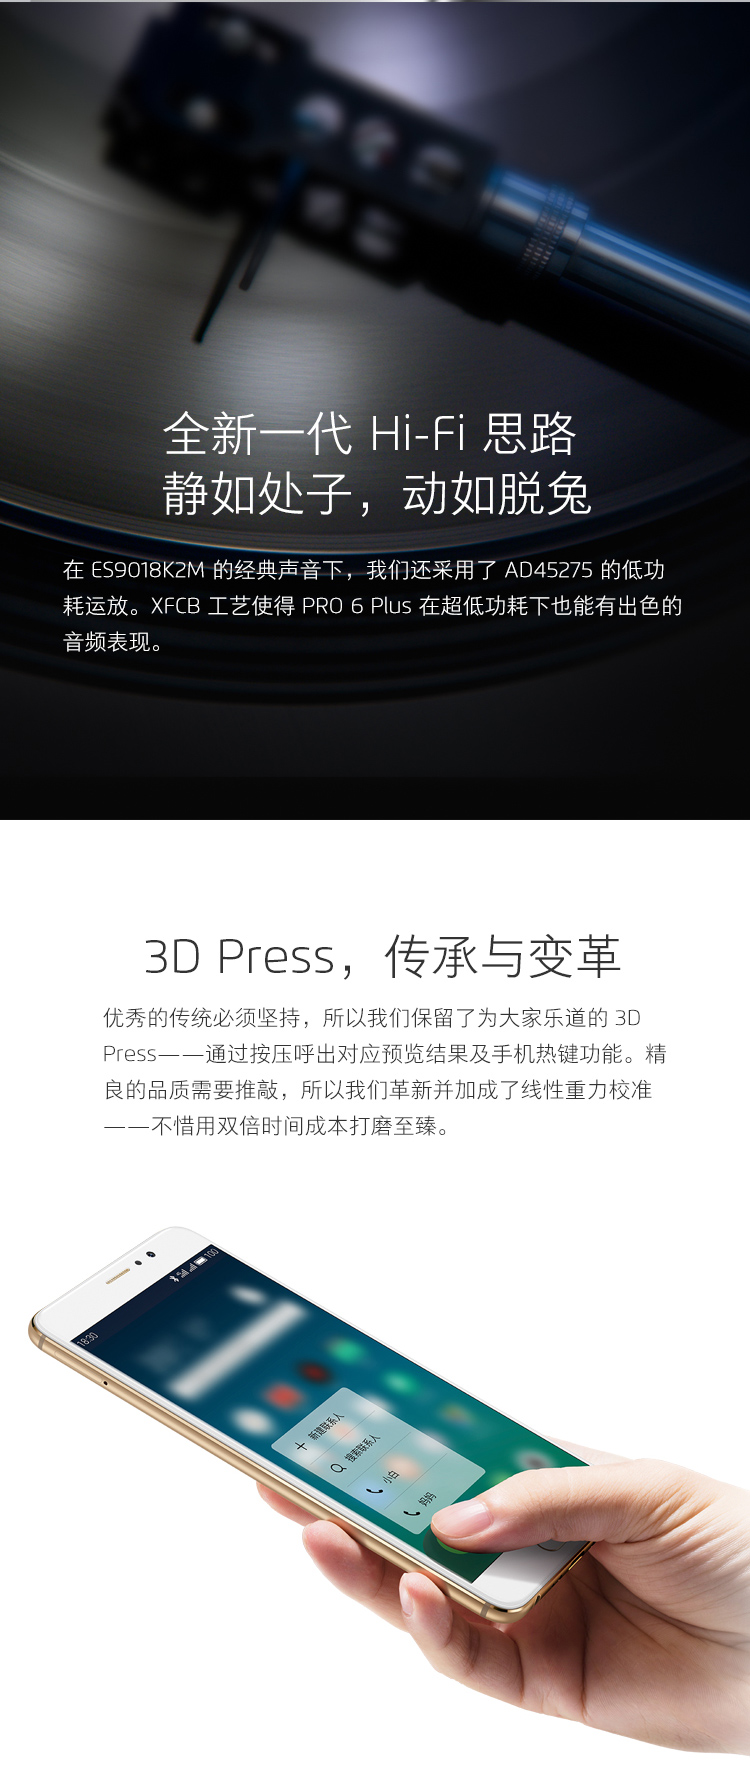 全新一代 Hi-Fi 思路
静如处子，动如脱兔
在 ES9018K2M 的经典声音下，我们还采用了 AD45275 的低功
耗运放。XFCB 工艺使得 PRO 6 Plus 在超低功耗下也能有出色的
音频表现。
3D Press，传承与变革
优秀的传统必须坚持，所以我们保留了为大家乐道的 3D
Press——通过按压呼出对应预览结果及手机热键功能。精
良的品质需要推敲，所以我们革新并加成了线性重力校准
——不惜用双倍时间成本打磨至臻。
18:30
100
新建联系人
搜索联系人
小白
妈妈